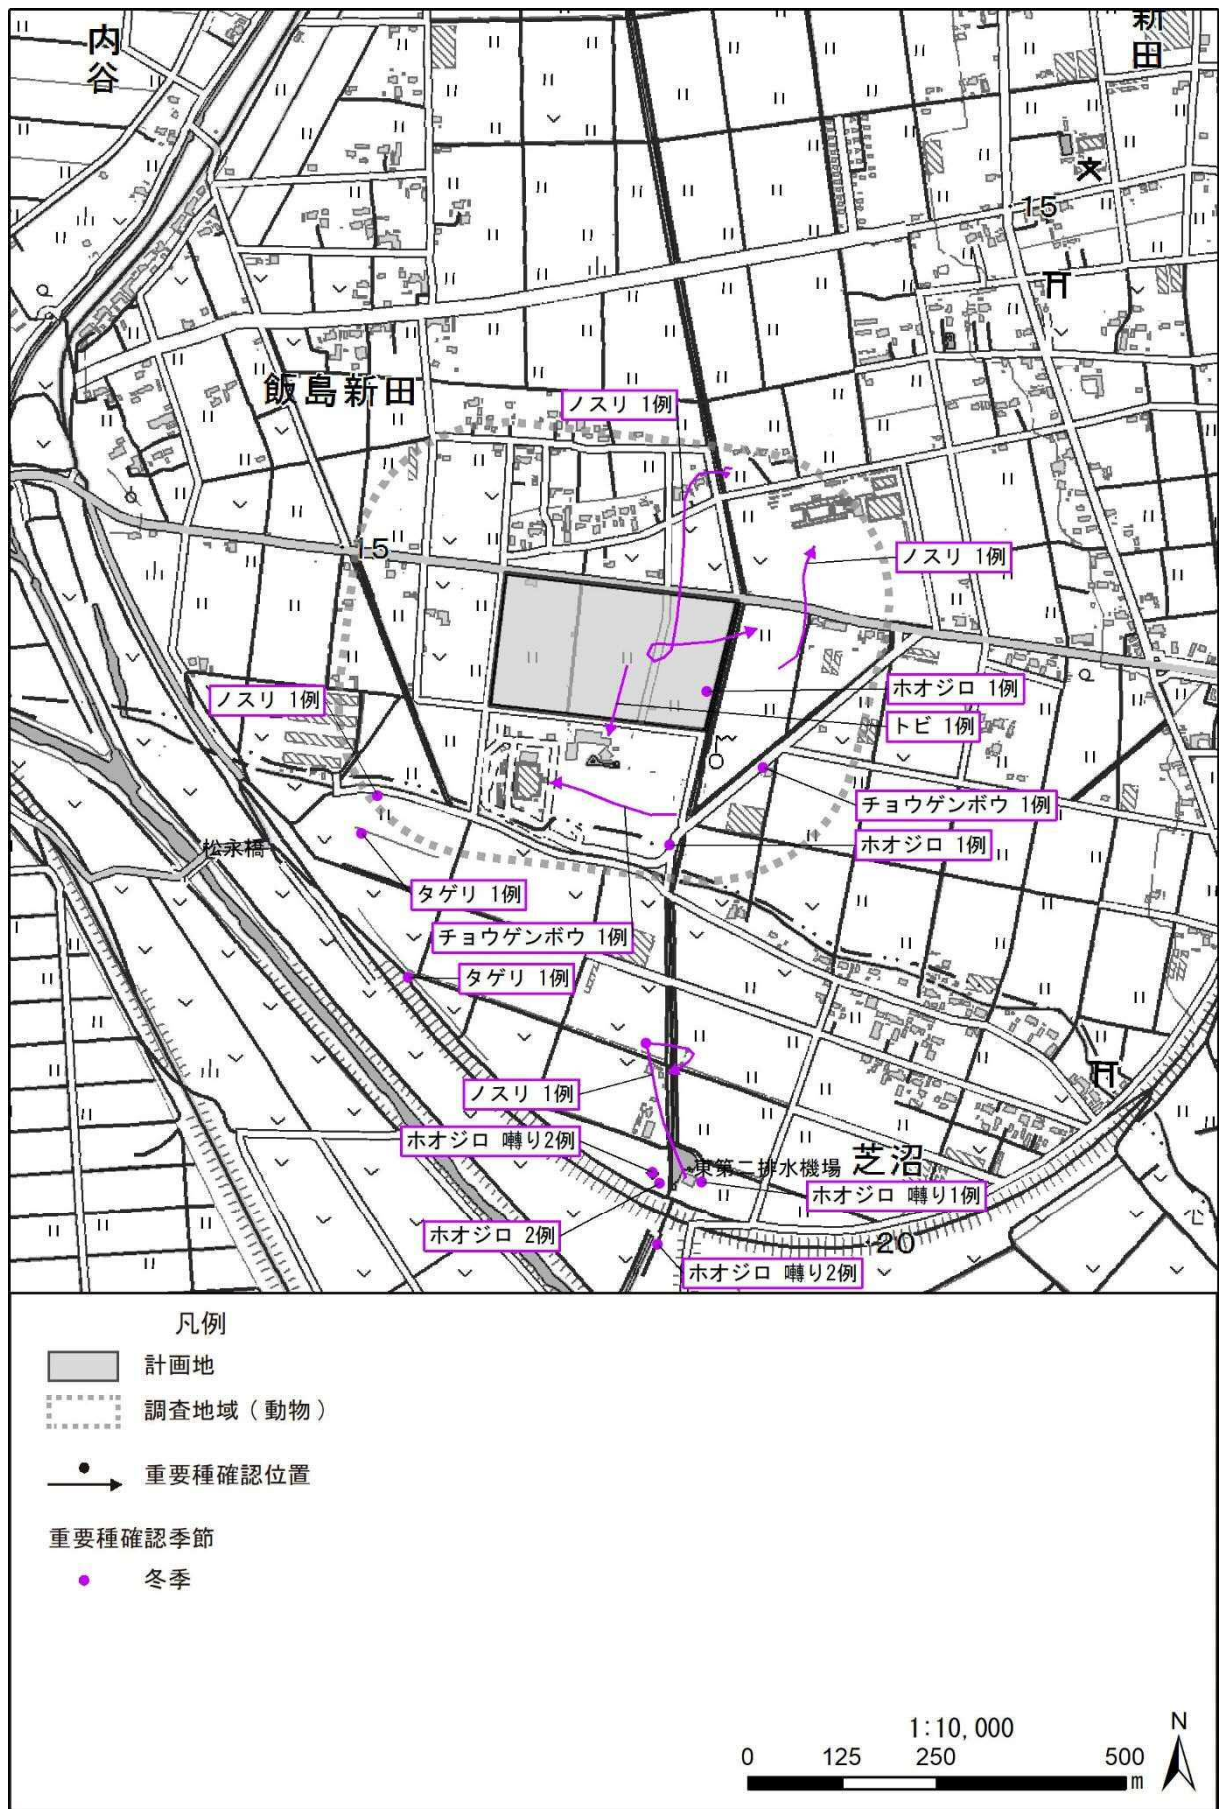 内谷
新田
15
飯島新田
ノスリ 1例
15
ノスリ 1例
ノスリ 1例
ホオジロ 1例
トビ 1例
チョウゲンボウ 1例
ホオジロ 1例
松永橋
タゲリ 1例
チョウゲンボウ 1例
タゲリ 1例
ノスリ 1例
ホオジロ 囀り2例
東第二排水機場
芝沼
ホオジロ 囀り1例
ホオジロ 2例
20
ホオジロ 囀り2例
凡例
計画地
調査地域（動物）
重要種確認位置
重要種確認季節
冬季
1:10,000
N
0 125 250 500
m